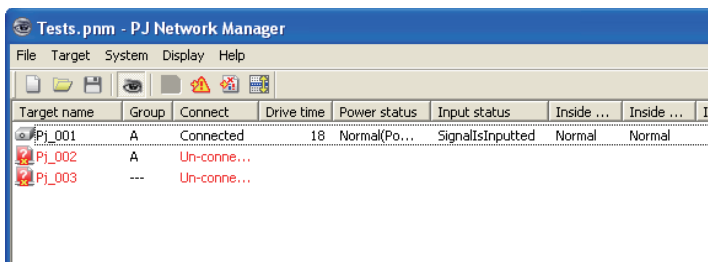 Tests.pnm - PJ Network Manager
File Target System Display Help
Target name Group Connect Drive time Power status Input status Inside ... Inside ... I
Pj_001 A Connected 18 Normal(Po... SignalIsInputted Normal Normal
Pj_002 A Un-conne...
Pj_003 --- Un-conne...